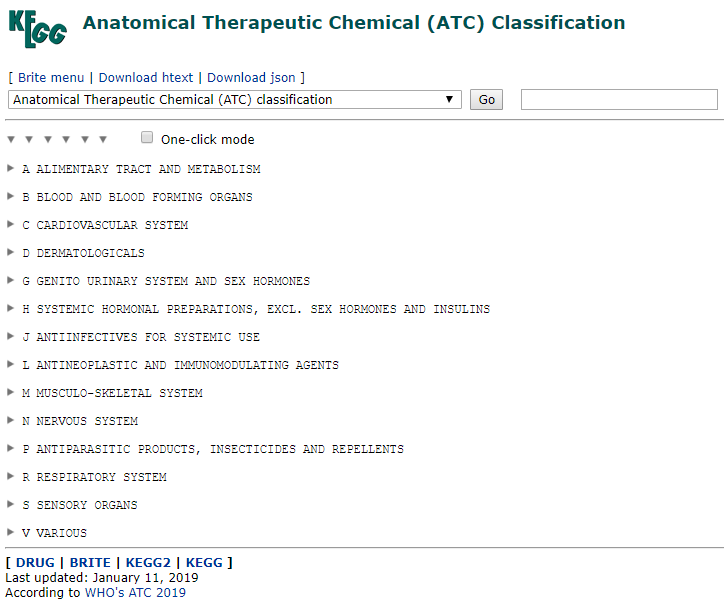 KEGG Anatomical Therapeutic Chemical (ATC) Classification
[ Brite menu | Download htext | Download json ]
Anatomical Therapeutic Chemical (ATC) classification Go
One-click mode
A ALIMENTARY TRACT AND METABOLISM
B BLOOD AND BLOOD FORMING ORGANS
C CARDIOVASCULAR SYSTEM
D DERMATOLOGICALS
G GENITO URINARY SYSTEM AND SEX HORMONES
H SYSTEMIC HORMONAL PREPARATIONS, EXCL. SEX HORMONES AND INSULINS
J ANTIINFECTIVES FOR SYSTEMIC USE
L ANTINEOPLASTIC AND IMMUNOMODULATING AGENTS
M MUSCULO-SKELETAL SYSTEM
N NERVOUS SYSTEM
P ANTIPARASITIC PRODUCTS, INSECTICIDES AND REPELLENTS
R RESPIRATORY SYSTEM
S SENSORY ORGANS
V VARIOUS
[ DRUG | BRITE | KEGG2 | KEGG ]
Last updated: January 11, 2019
According to WHO's ATC 2019